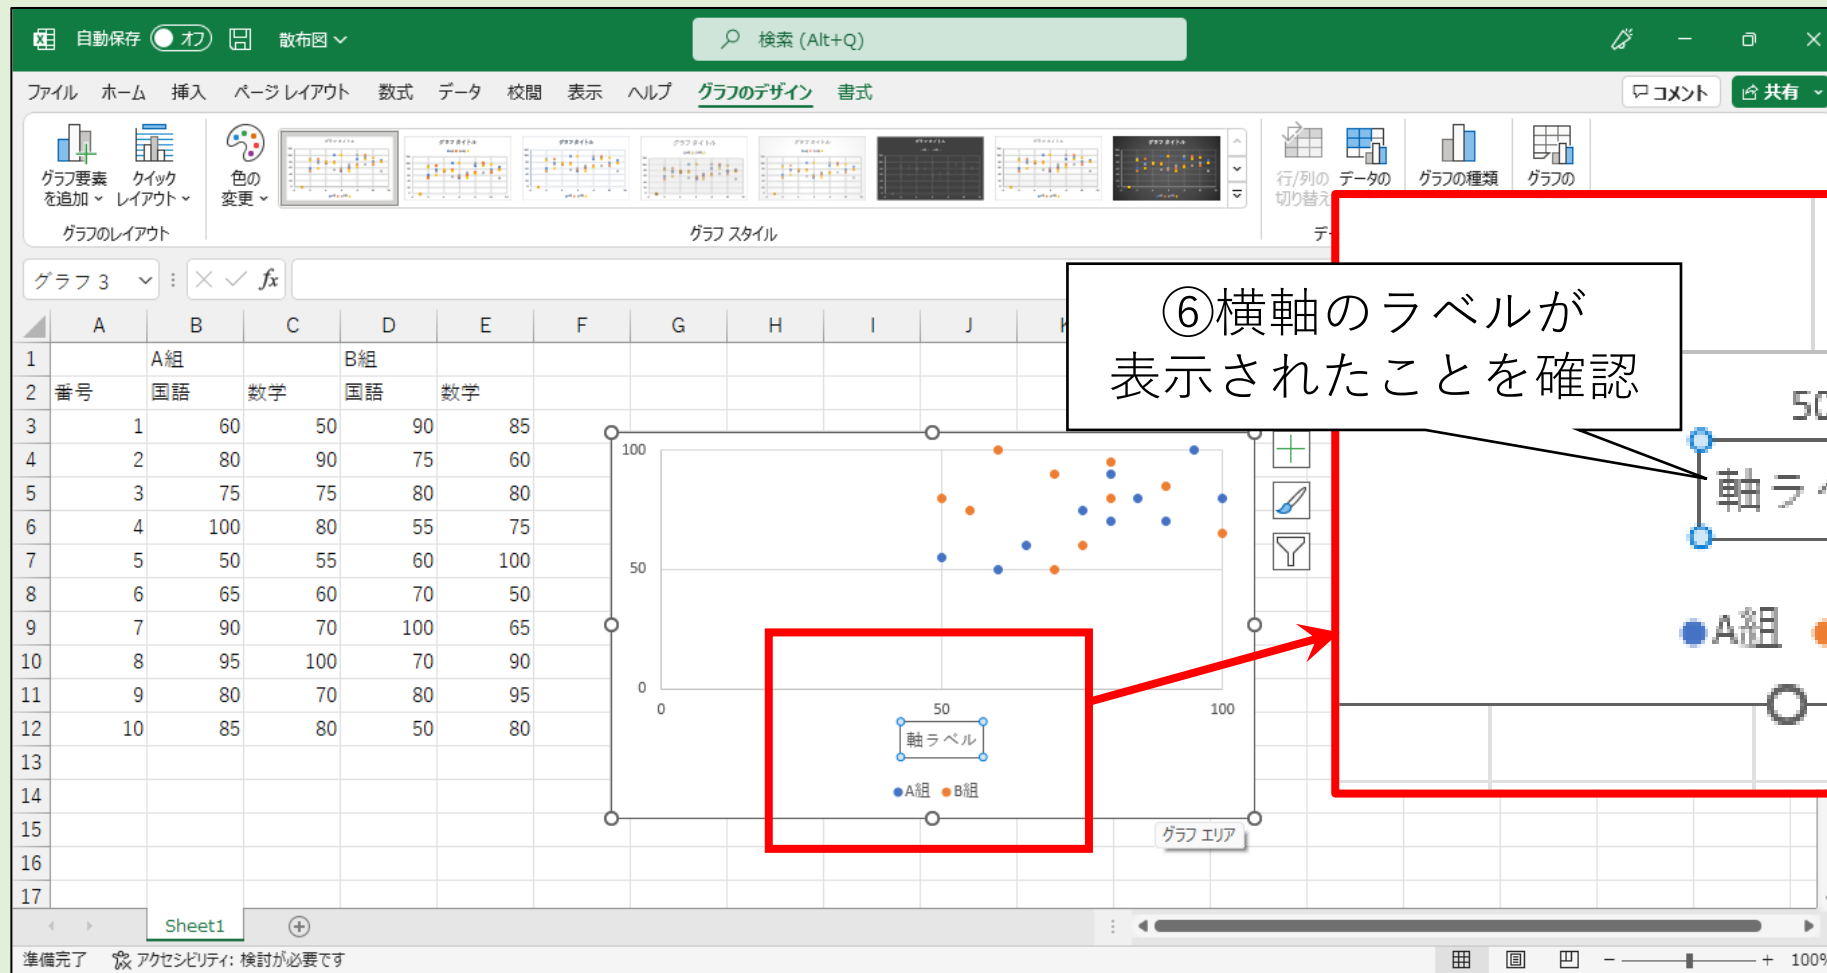 自動保存 オフ 散布図 検索 (Alt+Q)
ファイル ホーム 挿入 ページ レイアウト 数式 データ 校閲 表示 ヘルプ グラフのデザイン 書式 コメント 共有
グラフ要素を追加 クイックレイアウト 色の変更 行/列の切り替え データの グラフの種類 グラフの
グラフのレイアウト グラフ スタイル デ
グラフ 3 fx
A B C D E F G H I J K
1 A組 B組
2 番号 国語 数学 国語 数学
3 1 60 50 90 85
4 2 80 90 75 60
5 3 75 75 80 80
6 4 100 80 55 75
7 5 50 55 60 100
8 6 65 60 70 50
9 7 90 70 100 65
10 8 95 100 70 90
11 9 80 70 80 95
12 10 85 80 50 80
13
14
15
16
17
100
50
0
0 50 100
軸ラベル
A組 B組
グラフ エリア
⑥横軸のラベルが
表示されたことを確認
50
軸ラベ
A組
Sheet1
準備完了 アクセシビリティ: 検討が必要です 100%